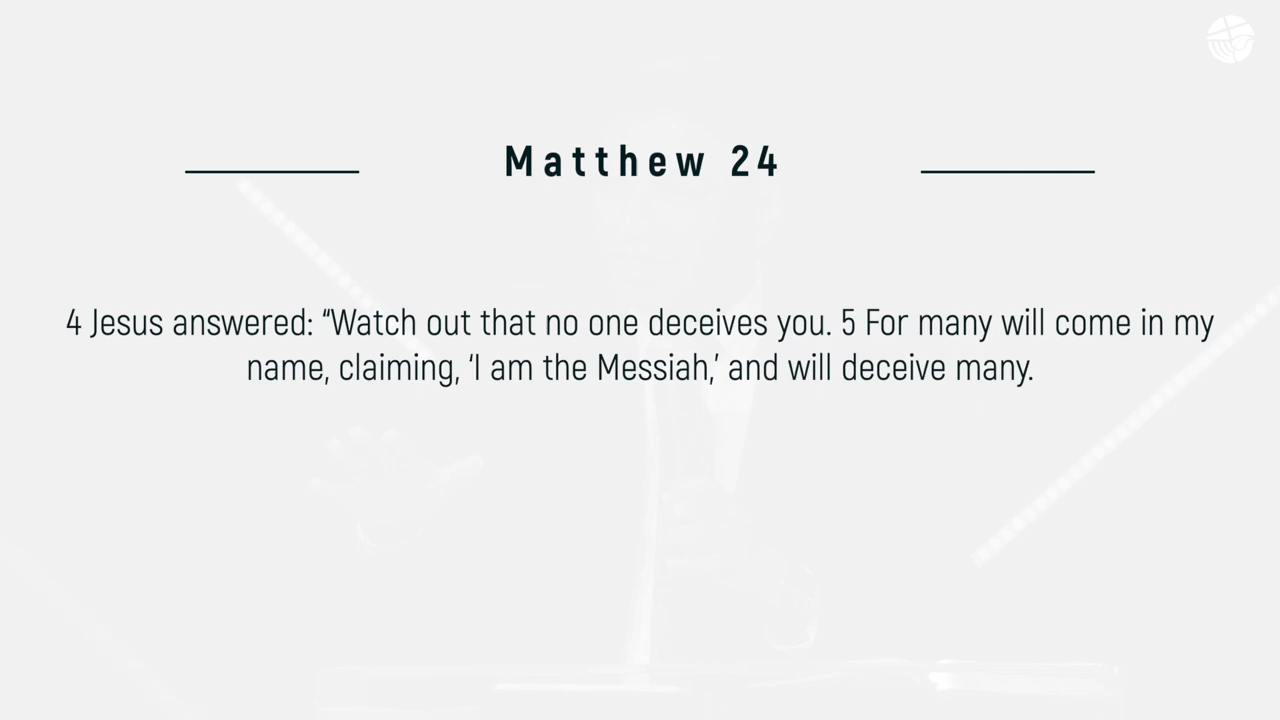 Matthew 24
4 Jesus answered: “Watch out that no one deceives you. 5 For many will come in my
name, claiming, ‘I am the Messiah,’ and will deceive many.